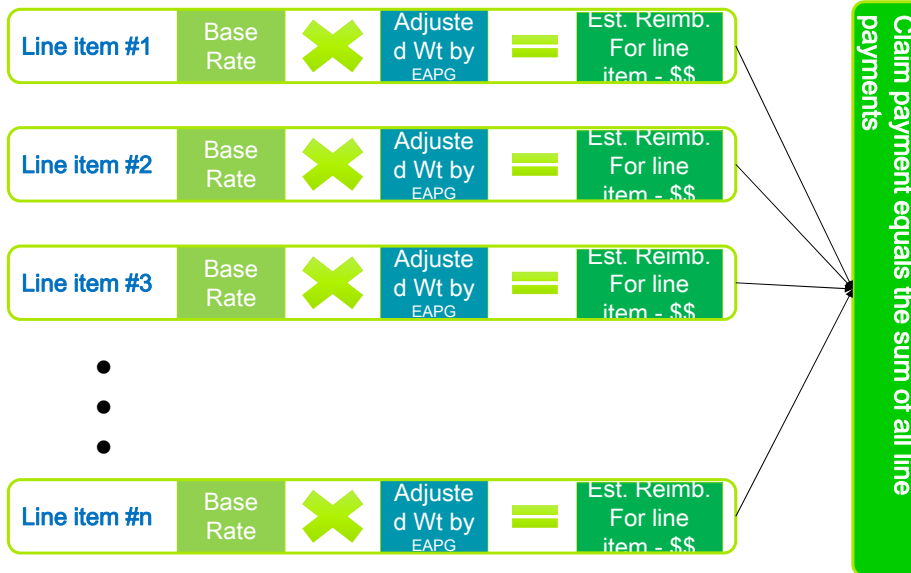 Line item #1
Base
Rate
Adjuste
d Wt by
EAPG
Est. Reimb.
For line
item - $$
Line item #2
Base
Rate
Adjuste
d Wt by
EAPG
Est. Reimb.
For line
item - $$
Line item #3
Base
Rate
Adjuste
d Wt by
EAPG
Est. Reimb.
For line
item - $$
Line item #n
Base
Rate
Adjuste
d Wt by
EAPG
Est. Reimb.
For line
item - $$
Claim payment equals the sum of all line
payments